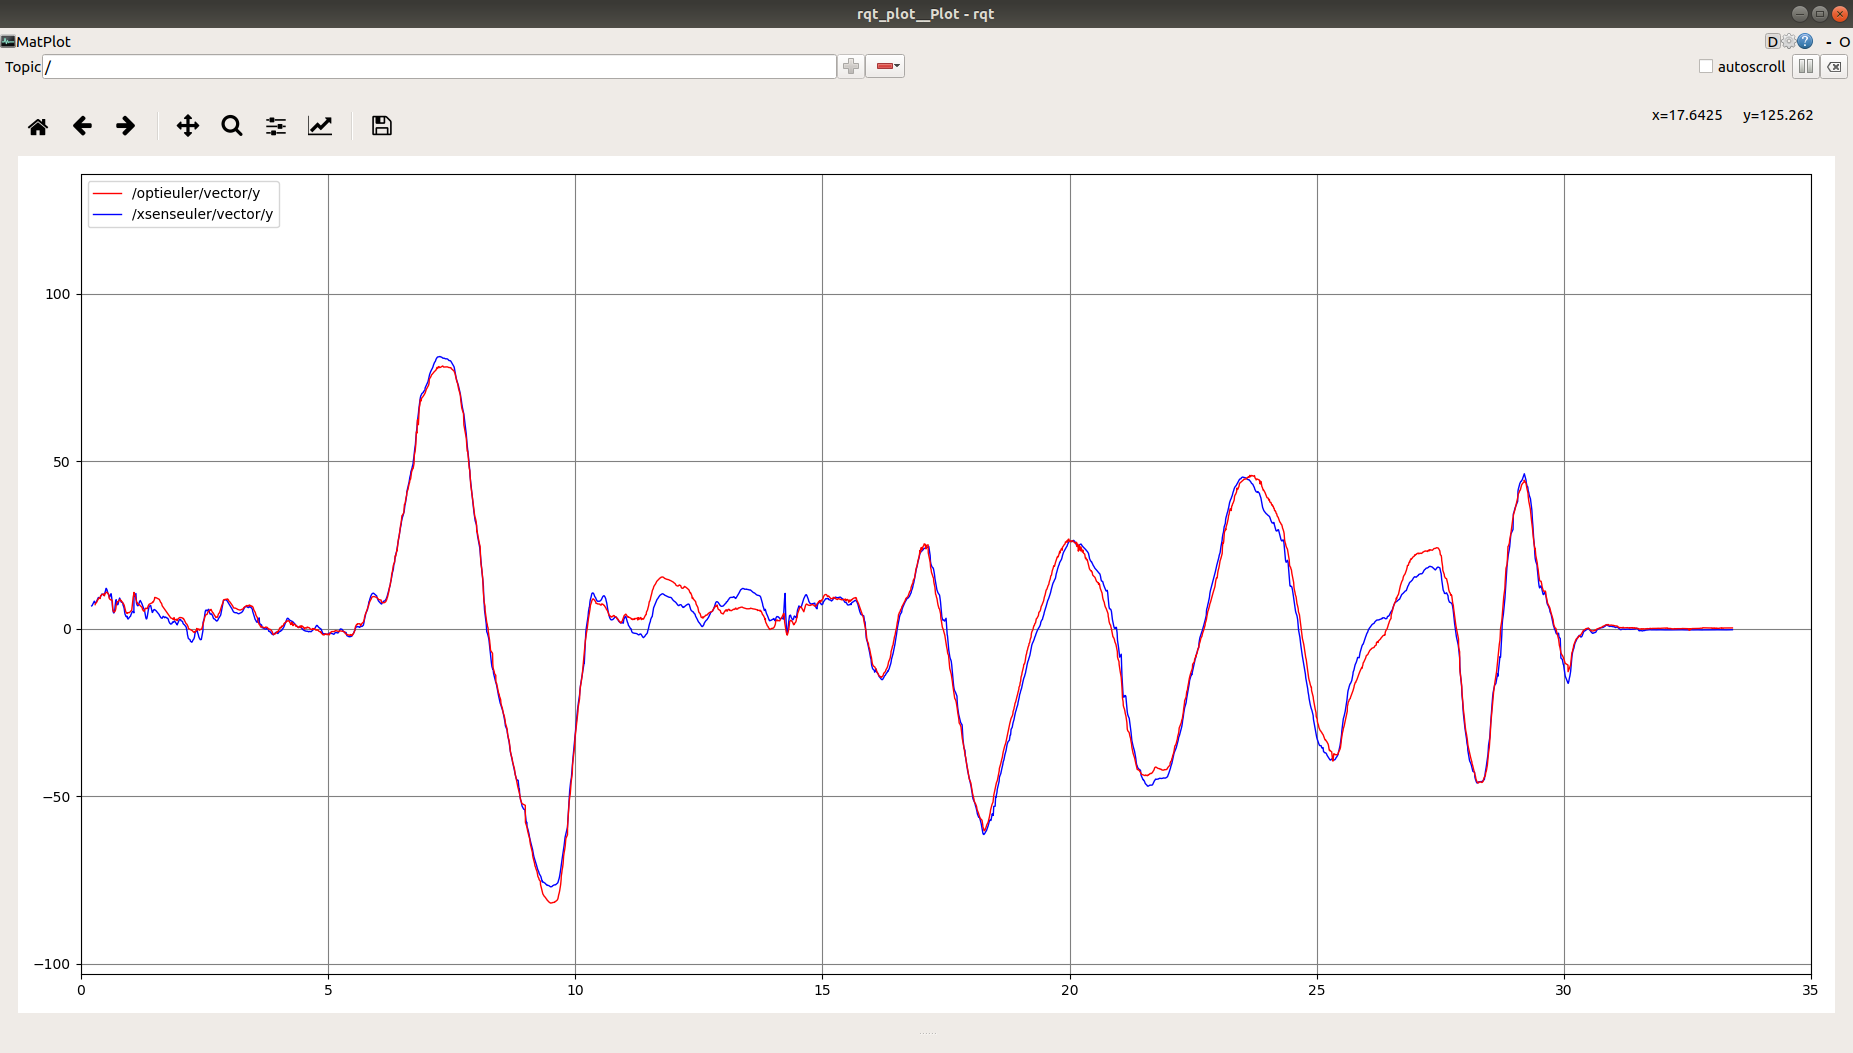 rqt_plot__Plot - rqt
MatPlot
D ? - O
Topic /
autoscroll
x=17.6425 y=125.262
/optieuler/vector/y
/xsenseuler/vector/y
100
50
0
−50
−100
0 5 10 15 20 25 30 35